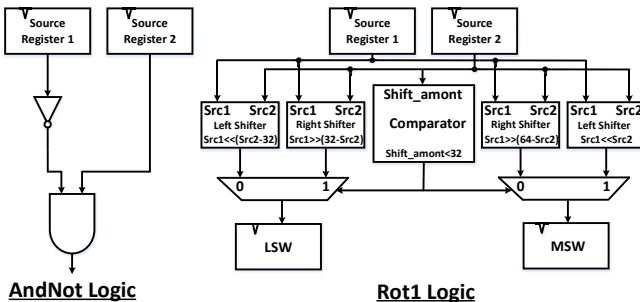 Source
Register 1
Source
Register 2
AndNot Logic
Source
Register 1
Source
Register 2
Src1 Src2
Left Shifter
Src1<<(Src2-32)
Src1 Src2
Right Shifter
Src1>>(32-Src2)
Shift_amont
Comparator
Shift_amont<32
Src1 Src2
Right Shifter
Src1>>(64-Src2)
Src1 Src2
Left Shifter
Src1<<Src2
0 1
0 1
LSW
MSW
Rot1 Logic